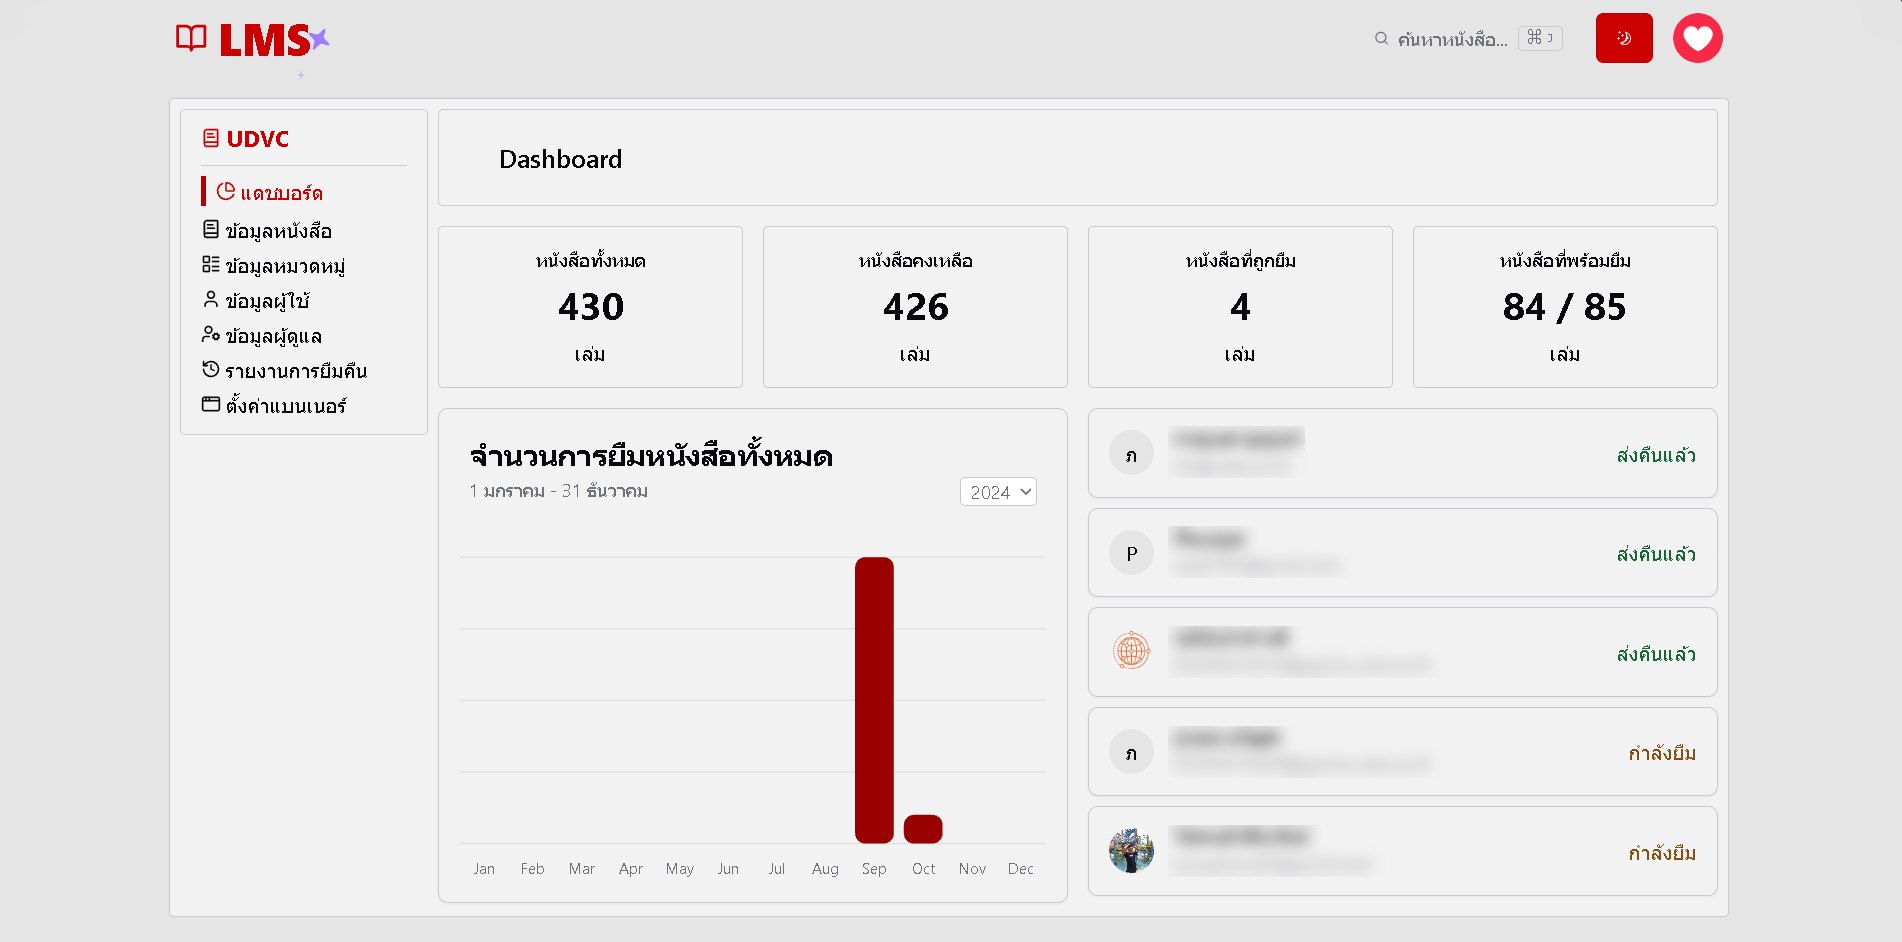 LMS
ค้นหาหนังสือ...
⌘ J
UDVC
แดชบอร์ด
ข้อมูลหนังสือ
ข้อมูลหมวดหมู่
ข้อมูลผู้ใช้
ข้อมูลผู้ดูแล
รายงานการยืมคืน
ตั้งค่าแบนเนอร์
Dashboard
หนังสือทั้งหมด
430
เล่ม
หนังสือคงเหลือ
426
เล่ม
หนังสือที่ถูกยืม
4
เล่ม
หนังสือที่พร้อมยืม
84 / 85
เล่ม
จำนวนการยืมหนังสือทั้งหมด
1 มกราคม - 31 ธันวาคม
2024
Jan Feb Mar Apr May Jun Jul Aug Sep Oct Nov Dec
ภ
ส่งคืนแล้ว
P
ส่งคืนแล้ว
ส่งคืนแล้ว
ภ
กำลังยืม
กำลังยืม